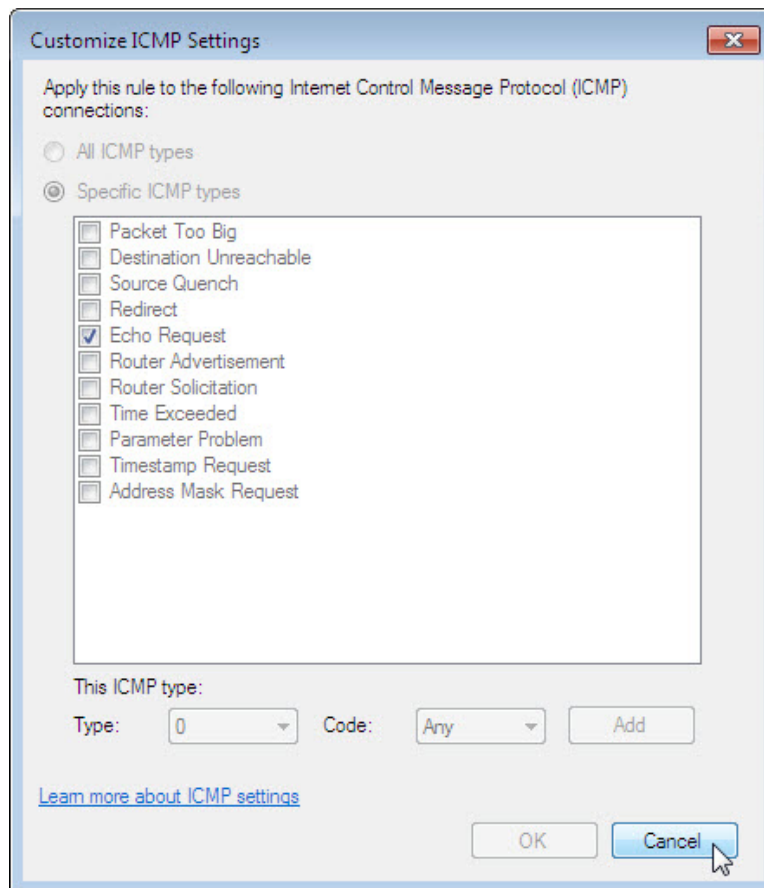 Customize ICMP Settings
Apply this rule to the following Internet Control Message Protocol (ICMP)
connections:
All ICMP types
Specific ICMP types
Packet Too Big
Destination Unreachable
Source Quench
Redirect
Echo Request
Router Advertisement
Router Solicitation
Time Exceeded
Parameter Problem
Timestamp Request
Address Mask Request
This ICMP type:
Type: 0 Code: Any Add
Learn more about ICMP settings
OK Cancel